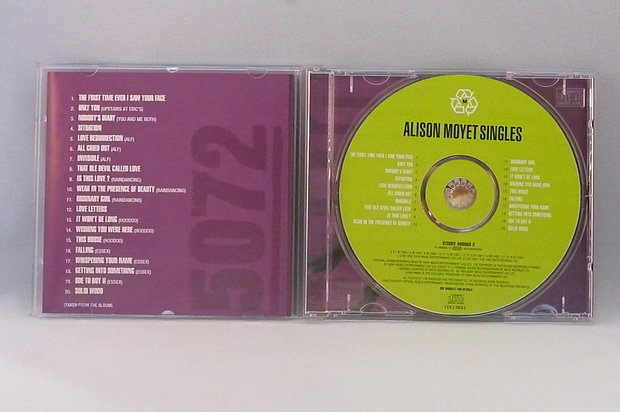 1. THE FIRST TIME EVER I SAW YOUR FACE
2. ONLY YOU (UPSTAIRS AT ERIC'S)
3. NOBODY'S DIARY (YOU AND ME BOTH)
4. SITUATION
5. LOVE RESURRECTION (ALF)
6. ALL CRIED OUT (ALF)
7. INVISIBLE (ALF)
8. THAT OLE DEVIL CALLED LOVE
9. IS THIS LOVE? (RAINDANCING)
10. WEAK IN THE PRESENCE OF BEAUTY (RAINDANCING)
11. ORDINARY GIRL (RAINDANCING)
12. LOVE LETTERS
13. IT WON'T BE LONG (HOODOO)
14. WISHING YOU WERE HERE (HOODOO)
15. THIS HOUSE (HOODOO)
16. FALLING (ESSEX)
17. WHISPERING YOUR NAME (ESSEX)
18. GETTING INTO SOMETHING (ESSEX)
19. ODE TO BOY II (ESSEX)
20. SOLID WOOD
(TAKEN FROM THE ALBUM)
72
ALISON MOYET SINGLES
THE FIRST TIME EVER I SAW YOUR FACE
ONLY YOU
NOBODY'S DIARY
SITUATION
LOVE RESURRECTION
ALL CRIED OUT
INVISIBLE
THAT OLE DEVIL CALLED LOVE
IS THIS LOVE?
WEAK IN THE PRESENCE OF BEAUTY
ORDINARY GIRL
LOVE LETTERS
IT WON'T BE LONG
WISHING YOU WERE HERE
THIS HOUSE
FALLING
WHISPERING YOUR NAME
GETTING INTO SOMETHING
ODE TO BOY II
SOLID WOOD
STEREO 480663 2
SEE BOOKLET FOR DETAILS
COLUMBIA